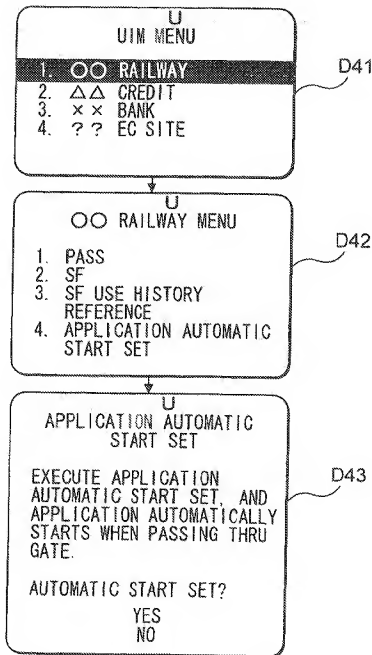 U
UIM MENU
1. ○○ RAILWAY
2. △△ CREDIT
3. ×× BANK
4. ?? EC SITE
D41
U
○○ RAILWAY MENU
1. PASS
2. SF
3. SF USE HISTORY
REFERENCE
4. APPLICATION AUTOMATIC
START SET
D42
U
APPLICATION AUTOMATIC
START SET
EXECUTE APPLICATION
AUTOMATIC START SET, AND
APPLICATION AUTOMATICALLY
STARTS WHEN PASSING THRU
GATE.
AUTOMATIC START SET?
YES
NO
D43